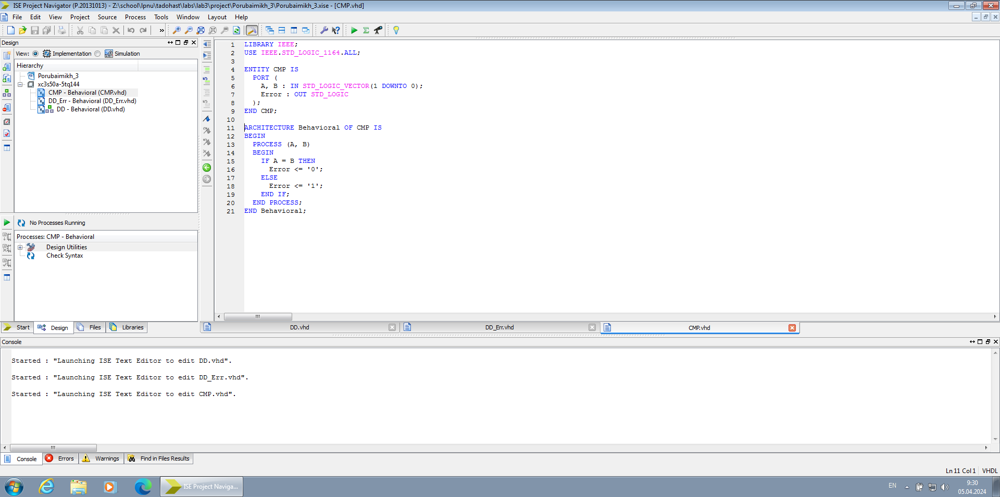 ISE Project Navigator (P.20131013) - Z:\school\lpnu\tadohast\labs\lab3\project\Porubaimikh_3\Porubaimikh_3.xise - [CMP.vhd]
File Edit View Project Source Process Tools Window Layout Help
Design
View: Implementation Simulation
Hierarchy
Porubaimikh_3
xc3s50a-5tq144
CMP - Behavioral (CMP.vhd)
DD_Err - Behavioral (DD_Err.vhd)
DD - Behavioral (DD.vhd)
No Processes Running
Processes: CMP - Behavioral
Design Utilities
Check Syntax
Start Design Files Libraries
1 LIBRARY IEEE;
2 USE IEEE.STD_LOGIC_1164.ALL;
3
4 ENTITY CMP IS
5 PORT (
6 A, B : IN STD_LOGIC_VECTOR(1 DOWNTO 0);
7 Error : OUT STD_LOGIC
8 );
9 END CMP;
10
11 ARCHITECTURE Behavioral OF CMP IS
12 BEGIN
13 PROCESS (A, B)
14 BEGIN
15 IF A = B THEN
16 Error <= '0';
17 ELSE
18 Error <= '1';
19 END IF;
20 END PROCESS;
21 END Behavioral;
DD.vhd DD_Err.vhd CMP.vhd
Console
Started : "Launching ISE Text Editor to edit DD.vhd".
Started : "Launching ISE Text Editor to edit DD_Err.vhd".
Started : "Launching ISE Text Editor to edit CMP.vhd".
Console Errors Warnings Find in Files Results
Ln 11 Col 1 VHDL
ISE Project Naviga...
EN
9:30
05.04.2024